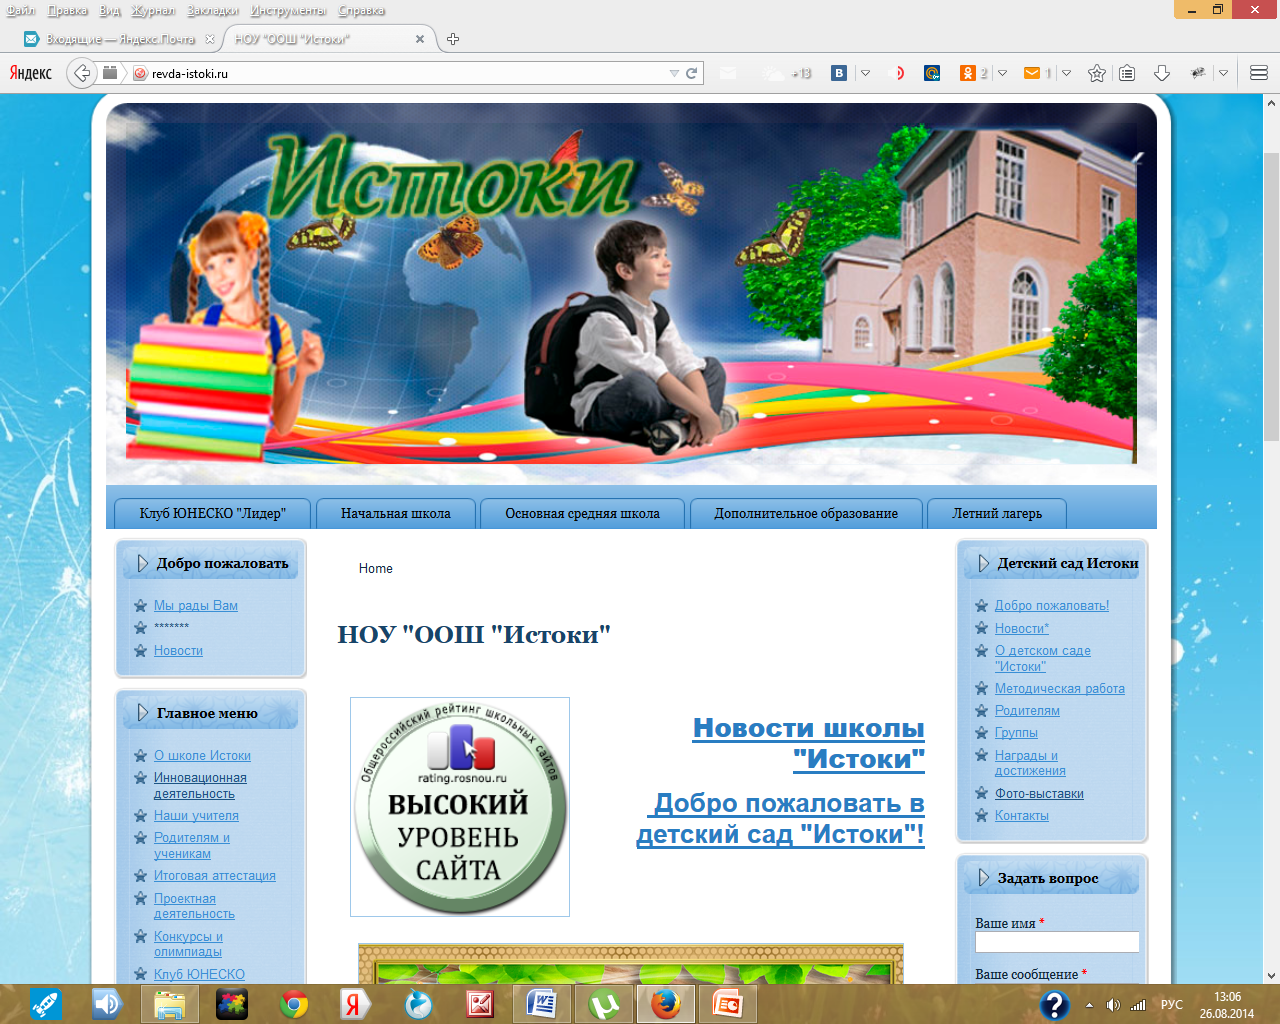 Файл Правка Вид Журнал Закладки Инструменты Справка
Входящие — Яндекс.Почта
НОУ "ООШ "Истоки"
Яндекс
revda-istoki.ru
+13
В
2
1
Истоки
Клуб ЮНЕСКО "Лидер"
Начальная школа
Основная средняя школа
Дополнительное образование
Летний лагерь
Добро пожаловать
Мы рады Вам
*******
Новости
Главное меню
О школе Истоки
Инновационная
деятельность
Наши учителя
Родителям и
ученикам
Итоговая аттестация
Проектная
деятельность
Конкурсы и
олимпиады
Клуб ЮНЕСКО
Home
НОУ "ООШ "Истоки"
Общероссийский рейтинг школьных сайтов
rating.rosnou.ru
ВЫСОКИЙ
УРОВЕНЬ
САЙТА
Новости школы
"Истоки"
Добро пожаловать в
детский сад "Истоки"!
Детский сад Истоки
Добро пожаловать!
Новости*
О детском саде
"Истоки"
Методическая работа
Родителям
Группы
Награды и
достижения
Фото-выставки
Контакты
Задать вопрос
Ваше имя *
Ваше сообщение *
РУС
13:06
26.08.2014